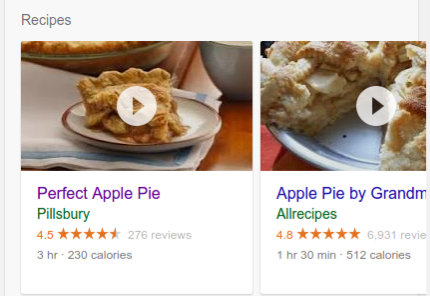 Recipes
Perfect Apple Pie
Pillsbury
4.5 ★★★★★ 276 reviews
3 hr · 230 calories
Apple Pie by Grandm
Allrecipes
4.8 ★★★★★ 6,931 revie
1 hr 30 min · 512 calories